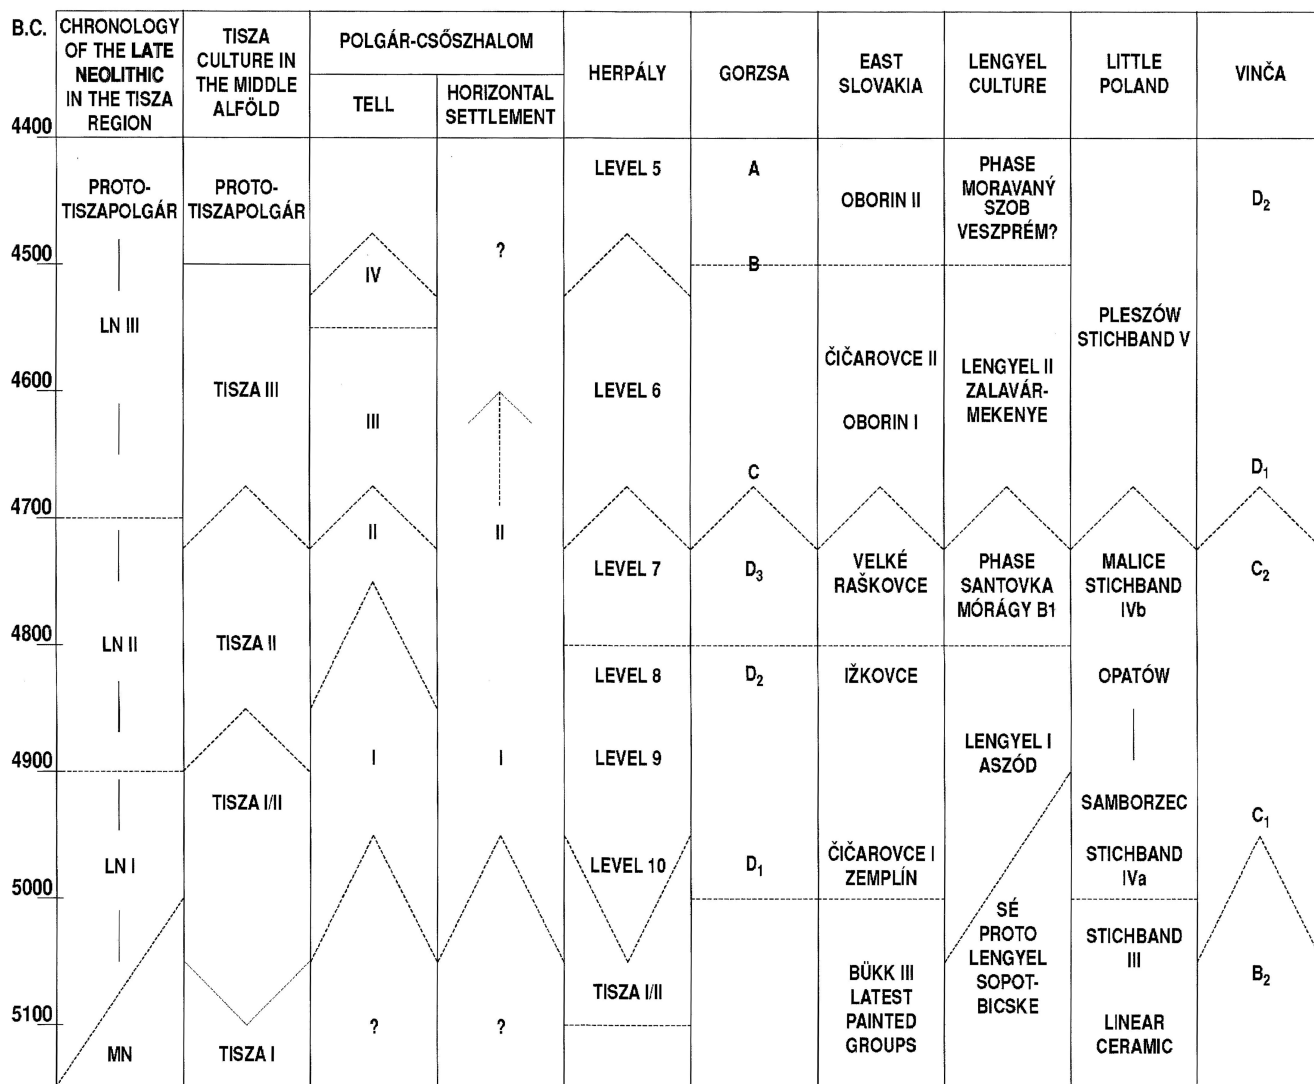 B.C.
CHRONOLOGY
OF THE LATE
NEOLITHIC
IN THE TISZA
REGION
TISZA
CULTURE IN
THE MIDDLE
ALFÖLD
POLGÁR-CSŐSZHALOM
TELL
HORIZONTAL
SETTLEMENT
HERPÁLY
GORZSA
EAST
SLOVAKIA
LENGYEL
CULTURE
LITTLE
POLAND
VINČA
4400
4500
4600
4700
4800
4900
5000
5100
PROTO-
TISZAPOLGÁR
LN III
LN II
LN I
MN
PROTO-
TISZAPOLGÁR
TISZA III
TISZA II
TISZA I/II
TISZA I
IV
III
II
I
?
?
II
I
?
LEVEL 5
LEVEL 6
LEVEL 7
LEVEL 8
LEVEL 9
LEVEL 10
TISZA I/II
A
B
C
D₃
D₂
D₁
OBORIN II
ČIČAROVCE II
OBORIN I
VELKÉ
RAŠKOVCE
IŽKOVCE
ČIČAROVCE I
ZEMPLÍN
BÜKK III
LATEST
PAINTED
GROUPS
PHASE
MORAVANÝ
SZOB
VESZPRÉM?
LENGYEL II
ZALAVÁR-
MEKENYE
PHASE
SANTOVKA
MÓRÁGY B1
LENGYEL I
ASZÓD
SÉ
PROTO
LENGYEL
SOPOT-
BICSKE
PLESZÓW
STICHBAND V
MALICE
STICHBAND
IVb
OPATÓW
SAMBORZEC
STICHBAND
IVa
STICHBAND
III
LINEAR
CERAMIC
D₂
D₁
C₂
C₁
B₂